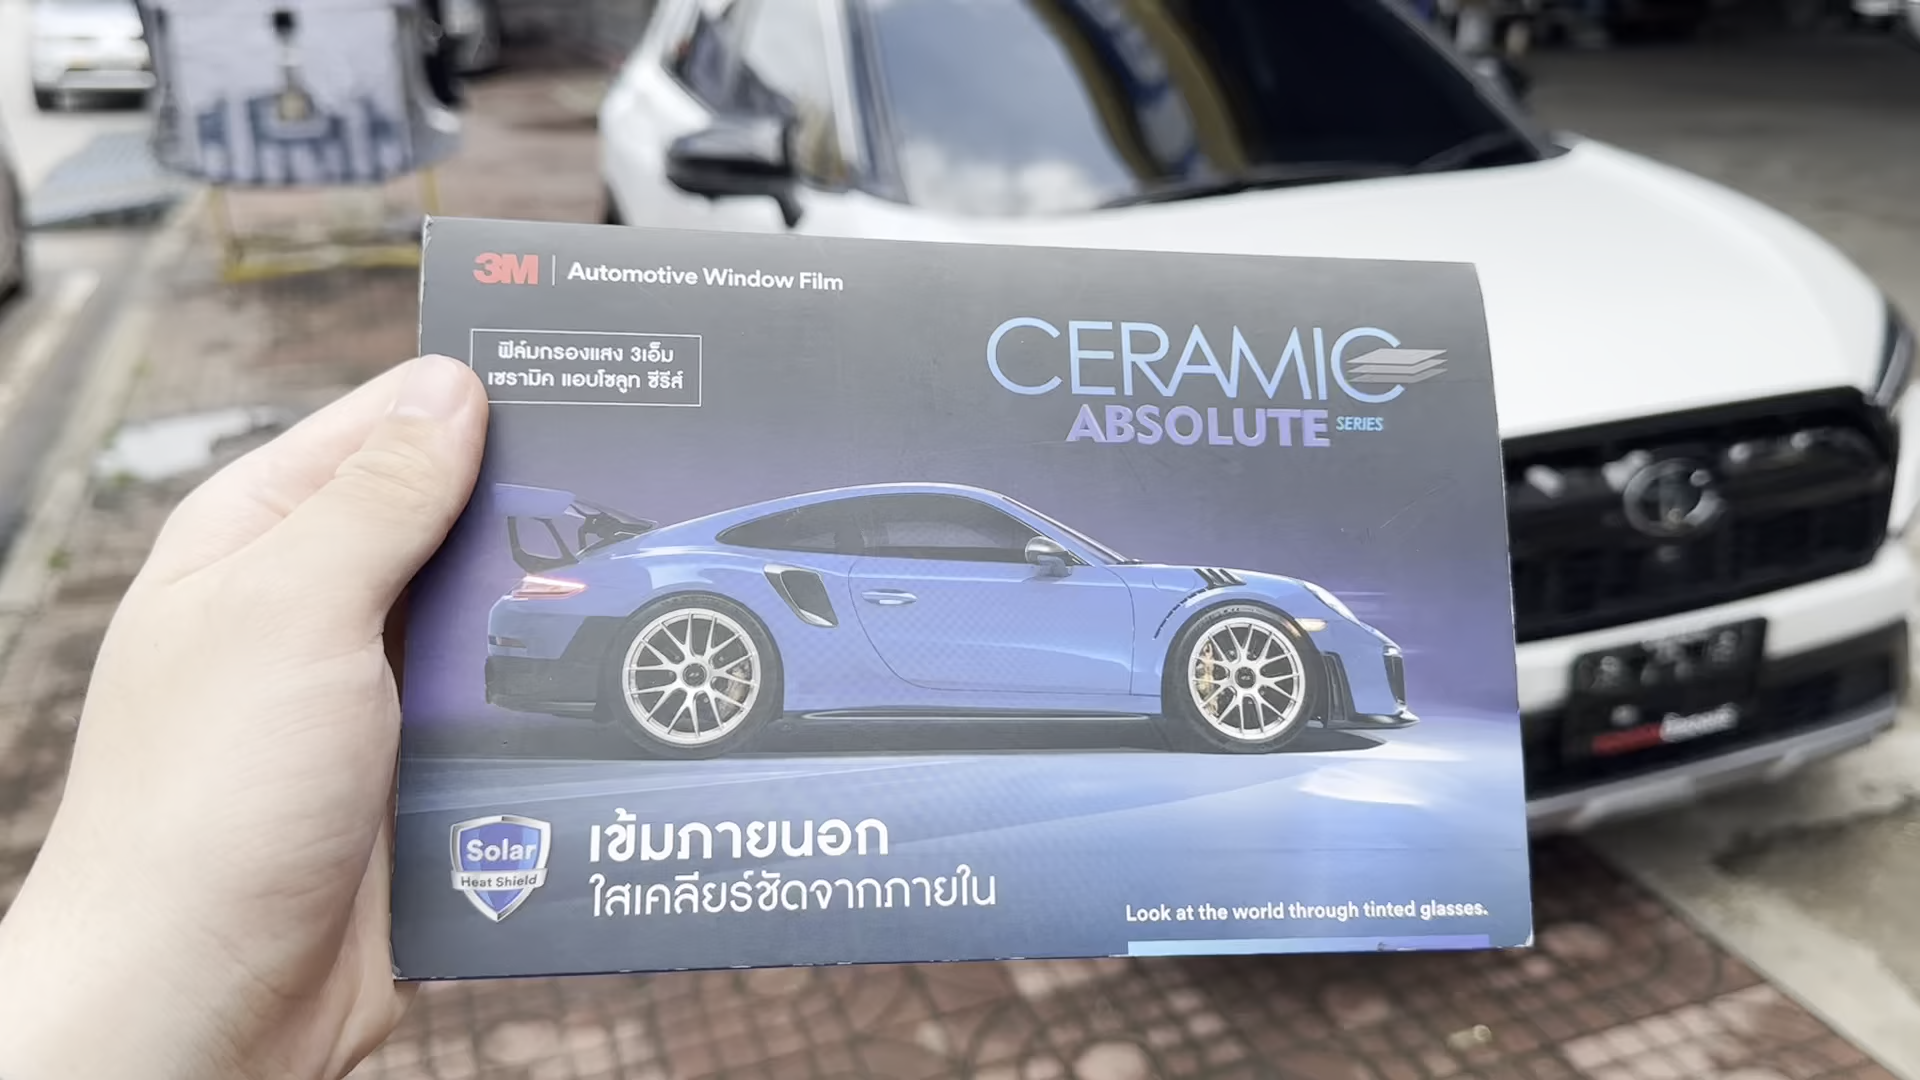 3M | Automotive Window Film
ฟิล์มกรองแสง 3เอ็ม
เซรามิค แอบโซลูท ซีรีส์
CERAMIC
ABSOLUTE SERIES
Solar
Heat Shield
เข้มภายนอก
ใสเคลียร์ชัดจากภายใน
Look at the world through tinted glasses.